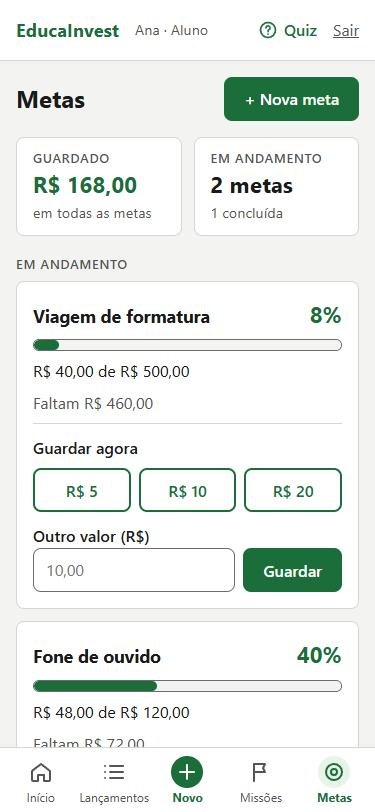 EducaInvest Ana · Aluno Quiz Sair
Metas + Nova meta
GUARDADO
R$ 168,00
em todas as metas
EM ANDAMENTO
2 metas
1 concluída
EM ANDAMENTO
Viagem de formatura 8%
R$ 40,00 de R$ 500,00
Faltam R$ 460,00
Guardar agora
R$ 5 R$ 10 R$ 20
Outro valor (R$)
10,00 Guardar
Fone de ouvido 40%
R$ 48,00 de R$ 120,00
Faltam R$ 72,00
Início Lançamentos Novo Missões Metas